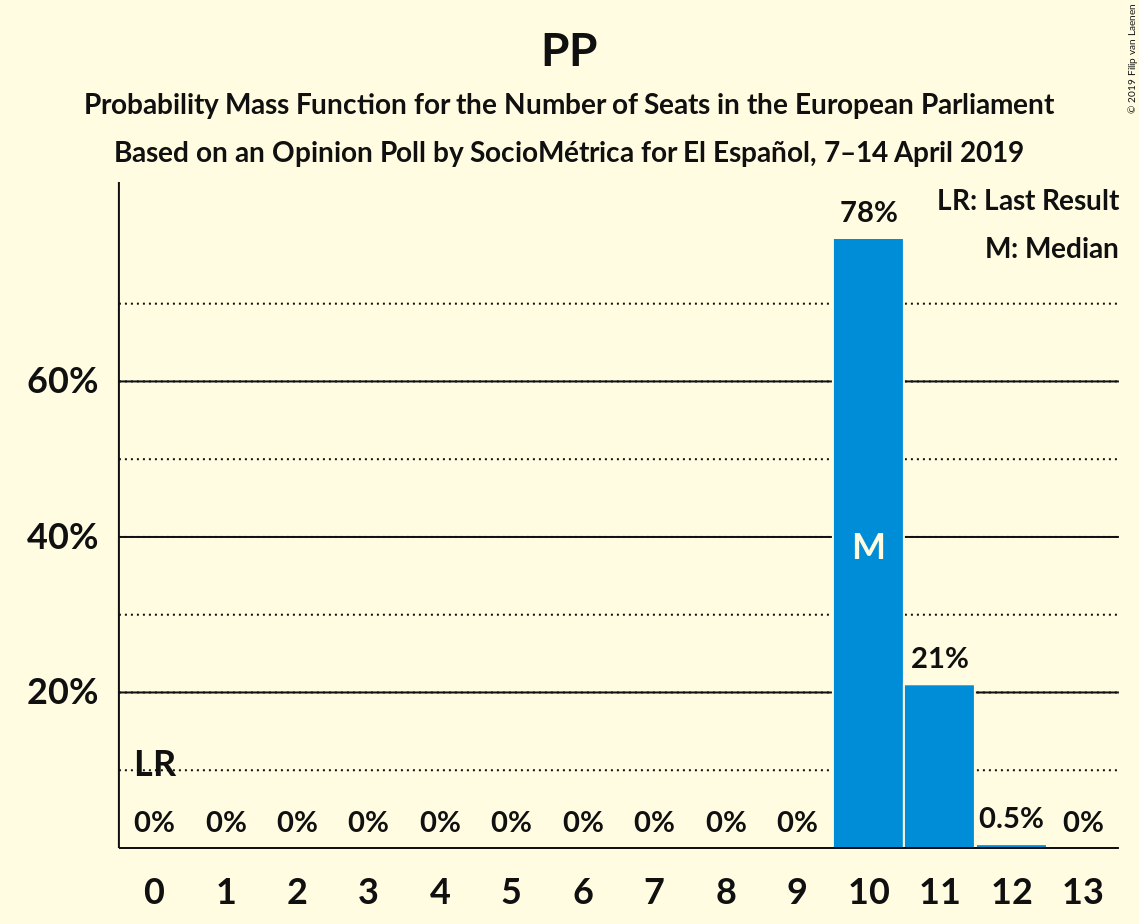 © 2019 Filip van Laenen
PP
Probability Mass Function for the Number of Seats in the European Parliament
Based on an Opinion Poll by SocioMétrica for El Español, 7–14 April 2019
LR: Last Result
M: Median
78%
60%
40%
M
21%
20%
LR
0% 0% 0% 0% 0% 0% 0% 0% 0% 0% 0.5% 0%
0 1 2 3 4 5 6 7 8 9 10 11 12 13